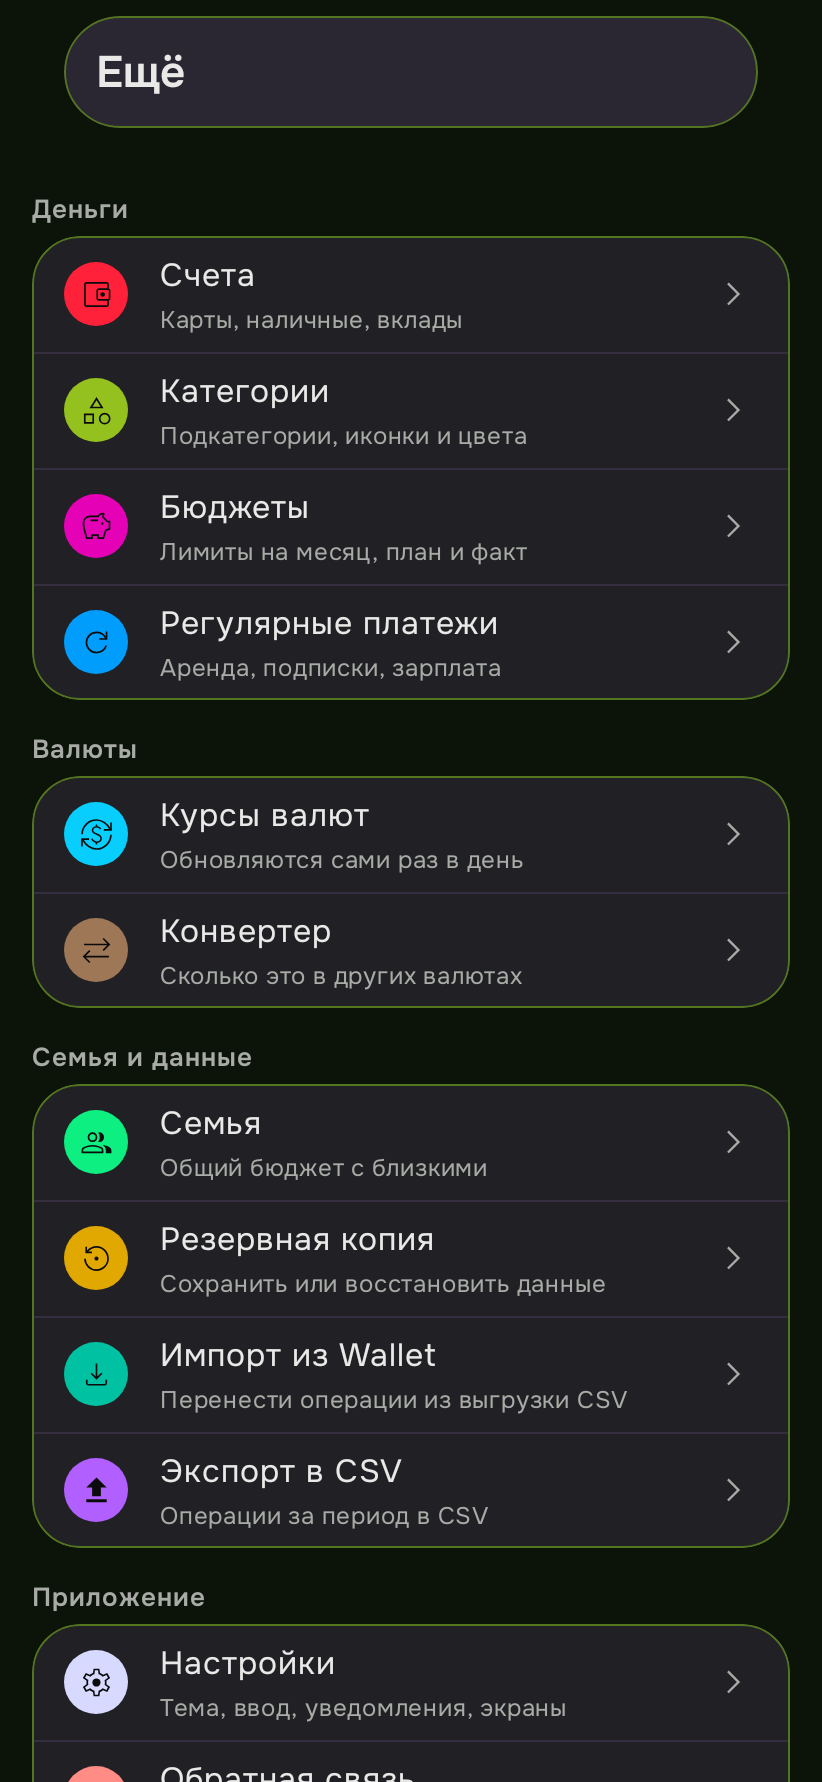 Ещё
Деньги
Счета
Карты, наличные, вклады
Категории
Подкатегории, иконки и цвета
Бюджеты
Лимиты на месяц, план и факт
Регулярные платежи
Аренда, подписки, зарплата
Валюты
Курсы валют
Обновляются сами раз в день
Конвертер
Сколько это в других валютах
Семья и данные
Семья
Общий бюджет с близкими
Резервная копия
Сохранить или восстановить данные
Импорт из Wallet
Перенести операции из выгрузки CSV
Экспорт в CSV
Операции за период в CSV
Приложение
Настройки
Тема, ввод, уведомления, экраны
Обратная связь